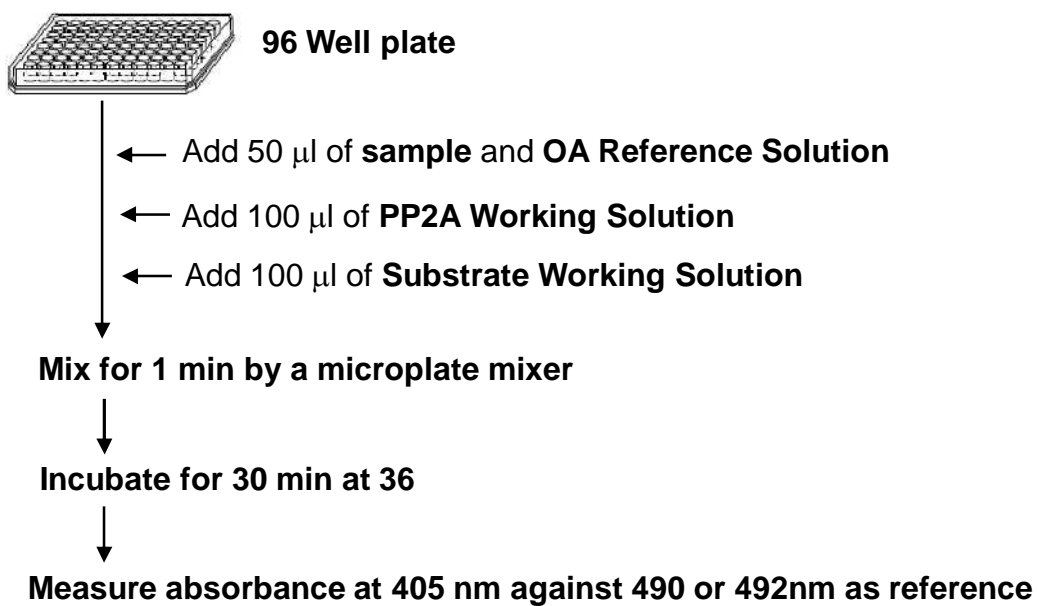 96 Well plate
Add 50 μl of sample and OA Reference Solution
Add 100 μl of PP2A Working Solution
Add 100 μl of Substrate Working Solution
Mix for 1 min by a microplate mixer
Incubate for 30 min at 36
Measure absorbance at 405 nm against 490 or 492nm as reference